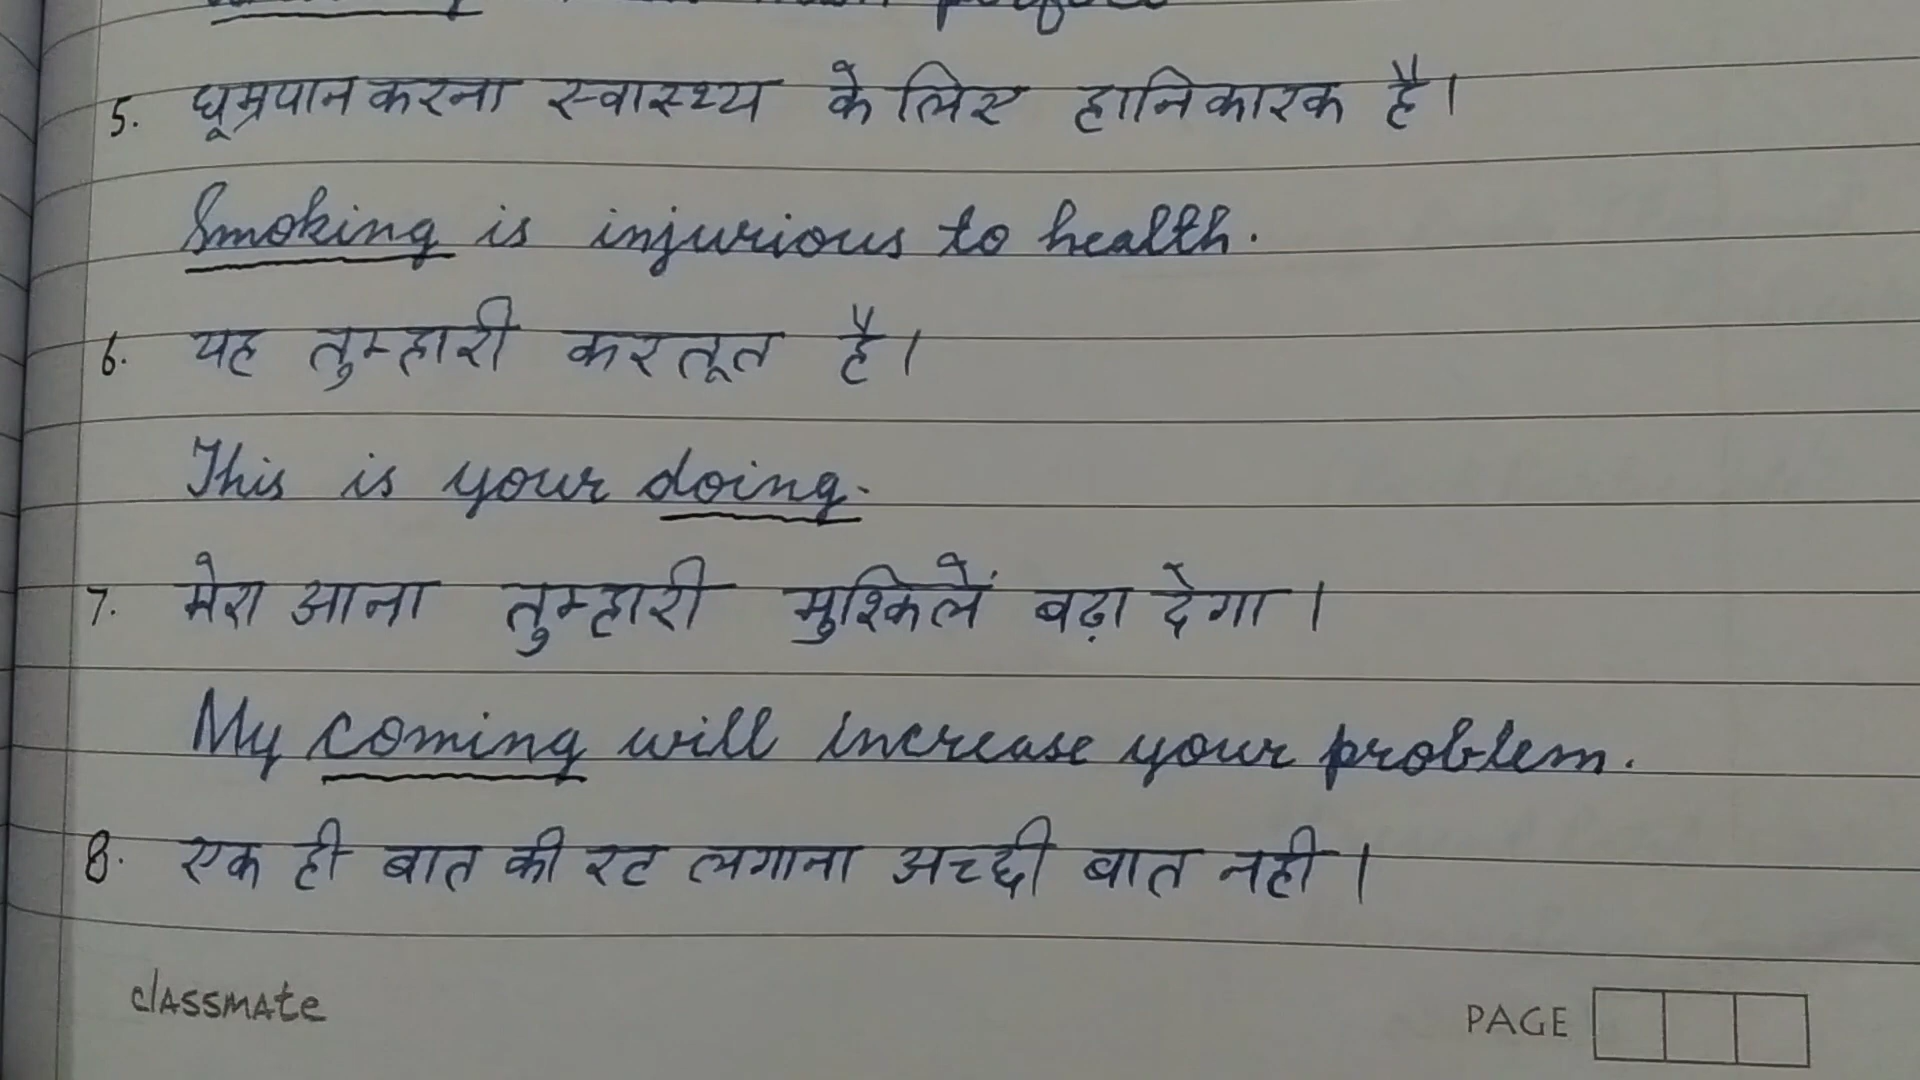 5. धूम्रपान करना स्वास्थ्य के लिए हानिकारक है।
Smoking is injurious to health.
6. यह तुम्हारी करतूत है।
This is your doing.
7. मेरा आना तुम्हारी मुश्किलें बढ़ा देगा।
My coming will increase your problem.
8. एक ही बात की रट लगाना अच्छी बात नही।
classmate
PAGE